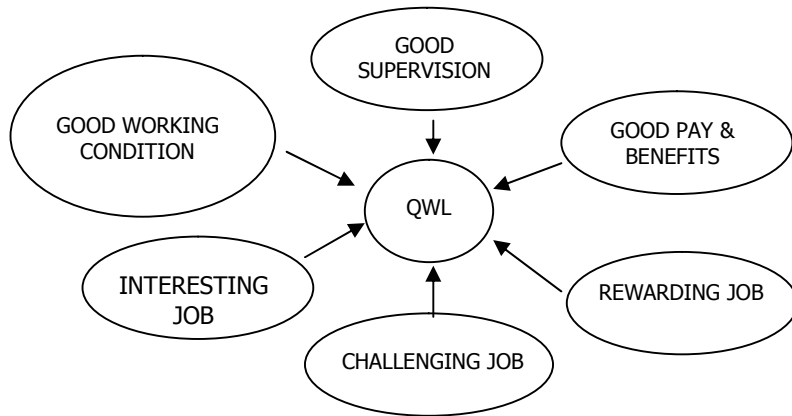 GOOD
SUPERVISION
GOOD WORKING
CONDITION
GOOD PAY &
BENEFITS
QWL
INTERESTING
JOB
REWARDING JOB
CHALLENGING JOB